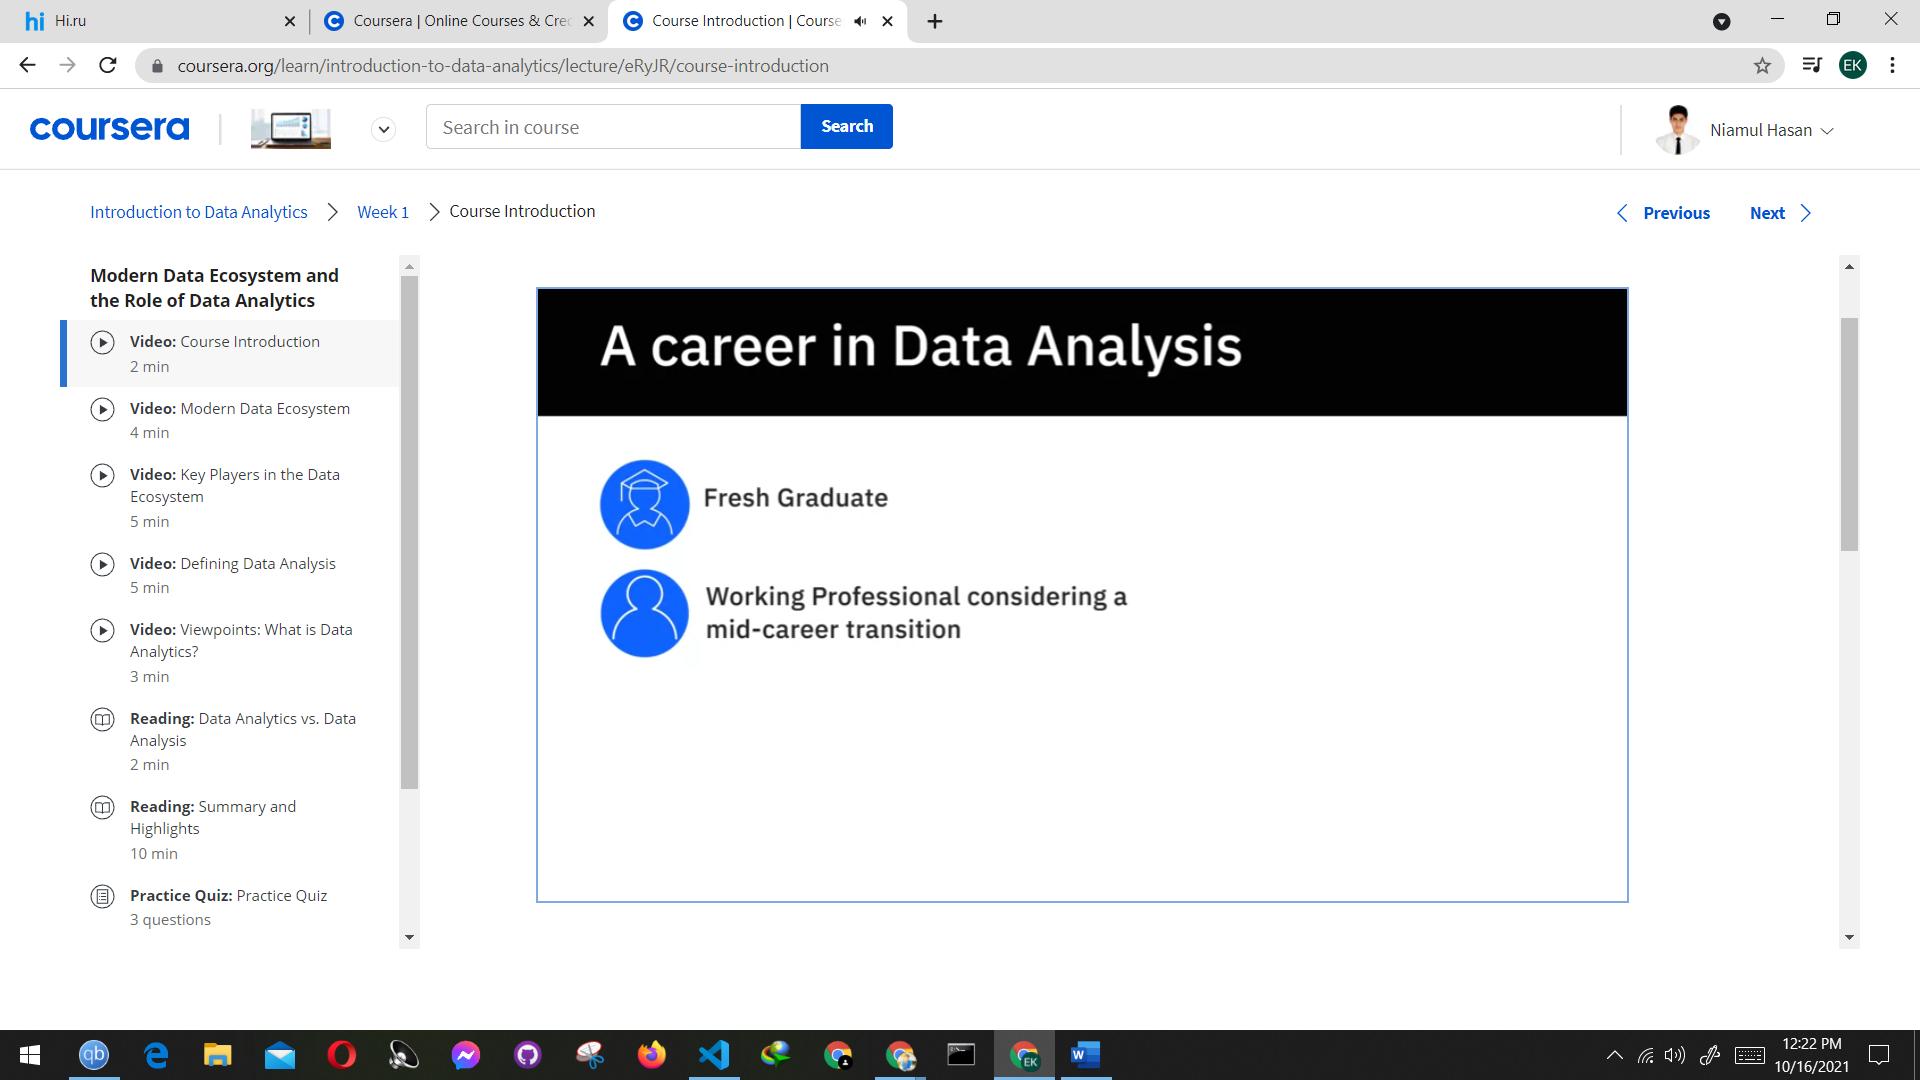 Hi.ru
Coursera | Online Courses & Cre
Course Introduction | Course
coursera.org/learn/introduction-to-data-analytics/lecture/eRyJR/course-introduction
EK
coursera
Search in course
Search
Niamul Hasan
Introduction to Data Analytics
Week 1
Course Introduction
Previous
Next
Modern Data Ecosystem and
the Role of Data Analytics
Video: Course Introduction
2 min
Video: Modern Data Ecosystem
4 min
Video: Key Players in the Data
Ecosystem
5 min
Video: Defining Data Analysis
5 min
Video: Viewpoints: What is Data
Analytics?
3 min
Reading: Data Analytics vs. Data
Analysis
2 min
Reading: Summary and
Highlights
10 min
Practice Quiz: Practice Quiz
3 questions
A career in Data Analysis
Fresh Graduate
Working Professional considering a
mid-career transition
12:22 PM
10/16/2021